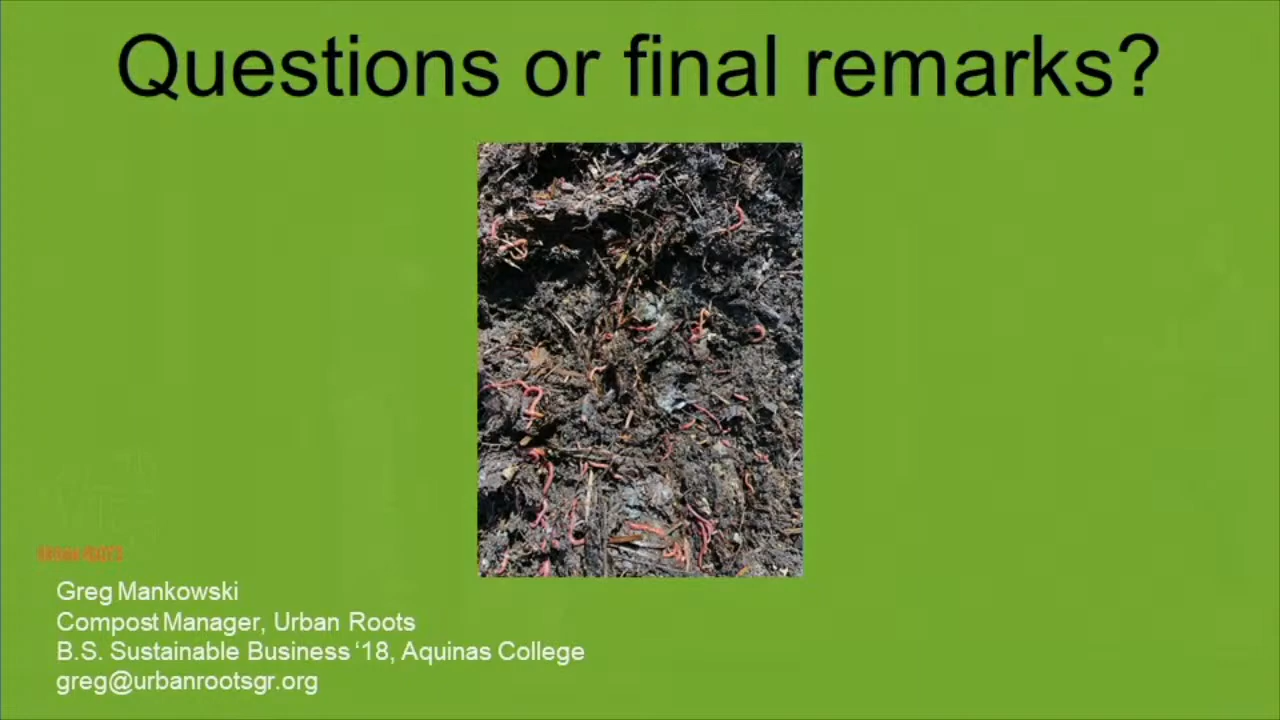 Questions or final remarks?
Greg Mankowski
Compost Manager, Urban Roots
B.S. Sustainable Business ‘18, Aquinas College
greg@urbanrootsgr.org